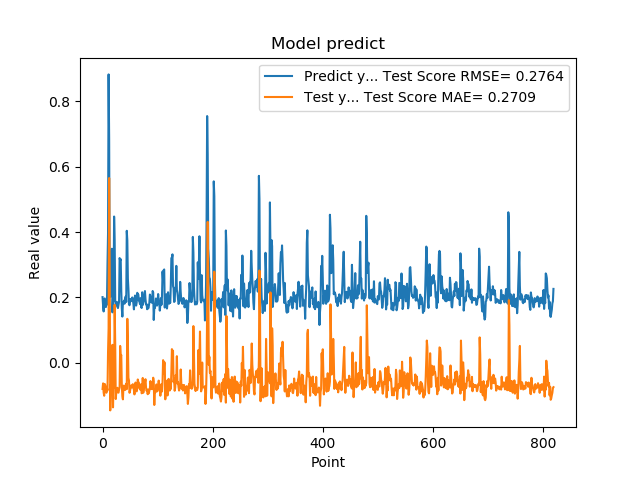 Model predict
Predict y... Test Score RMSE= 0.2764
Test y... Test Score MAE= 0.2709
Real value
0.8
0.6
0.4
0.2
0.0
0 200 400 600 800
Point